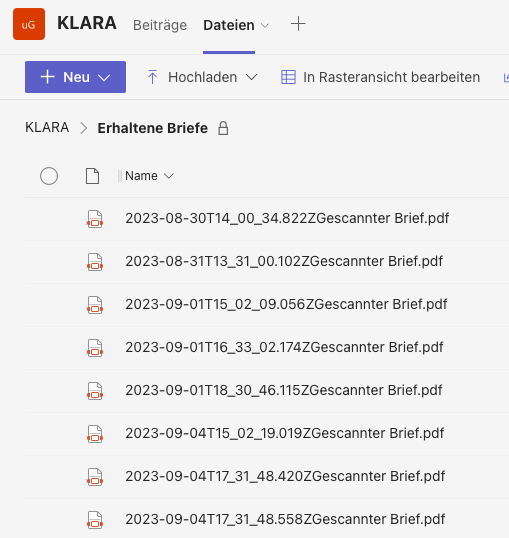 uG KLARA Beiträge Dateien
Neu Hochladen In Rasteransicht bearbeiten
KLARA Erhaltene Briefe
Name
2023-08-30T14_00_34.822ZGescannter Brief.pdf
2023-08-31T13_31_00.102ZGescannter Brief.pdf
2023-09-01T15_02_09.056ZGescannter Brief.pdf
2023-09-01T16_33_02.174ZGescannter Brief.pdf
2023-09-01T18_30_46.115ZGescannter Brief.pdf
2023-09-04T15_02_19.019ZGescannter Brief.pdf
2023-09-04T17_31_48.420ZGescannter Brief.pdf
2023-09-04T17_31_48.558ZGescannter Brief.pdf